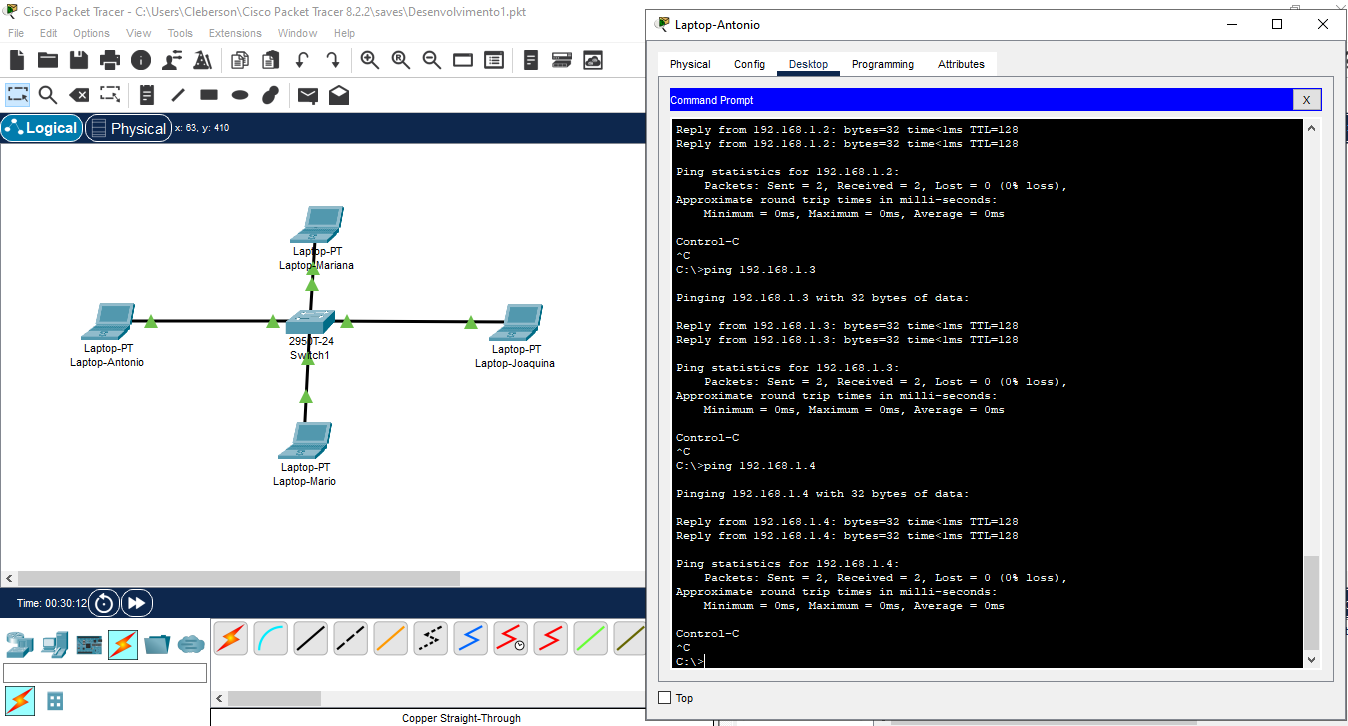 Cisco Packet Tracer - C:\Users\Cleberson\Cisco Packet Tracer 8.2.2\saves\Desenvolvimento1.pkt
File Edit Options View Tools Extensions Window Help
Logical Physical x: 63, y: 410
Laptop-PT
Laptop-Mariana
Laptop-PT
Laptop-Antonio
2950T-24
Switch1
Laptop-PT
Laptop-Joaquina
Laptop-PT
Laptop-Mario
Time: 00:30:12
Copper Straight-Through
Laptop-Antonio
Physical Config Desktop Programming Attributes
Command Prompt X
Reply from 192.168.1.2: bytes=32 time<1ms TTL=128
Reply from 192.168.1.2: bytes=32 time<1ms TTL=128
Ping statistics for 192.168.1.2:
Packets: Sent = 2, Received = 2, Lost = 0 (0% loss),
Approximate round trip times in milli-seconds:
Minimum = 0ms, Maximum = 0ms, Average = 0ms
Control-C
^C
C:\>ping 192.168.1.3
Pinging 192.168.1.3 with 32 bytes of data:
Reply from 192.168.1.3: bytes=32 time<1ms TTL=128
Reply from 192.168.1.3: bytes=32 time<1ms TTL=128
Ping statistics for 192.168.1.3:
Packets: Sent = 2, Received = 2, Lost = 0 (0% loss),
Approximate round trip times in milli-seconds:
Minimum = 0ms, Maximum = 0ms, Average = 0ms
Control-C
^C
C:\>ping 192.168.1.4
Pinging 192.168.1.4 with 32 bytes of data:
Reply from 192.168.1.4: bytes=32 time<1ms TTL=128
Reply from 192.168.1.4: bytes=32 time<1ms TTL=128
Ping statistics for 192.168.1.4:
Packets: Sent = 2, Received = 2, Lost = 0 (0% loss),
Approximate round trip times in milli-seconds:
Minimum = 0ms, Maximum = 0ms, Average = 0ms
Control-C
^C
C:\>
Top